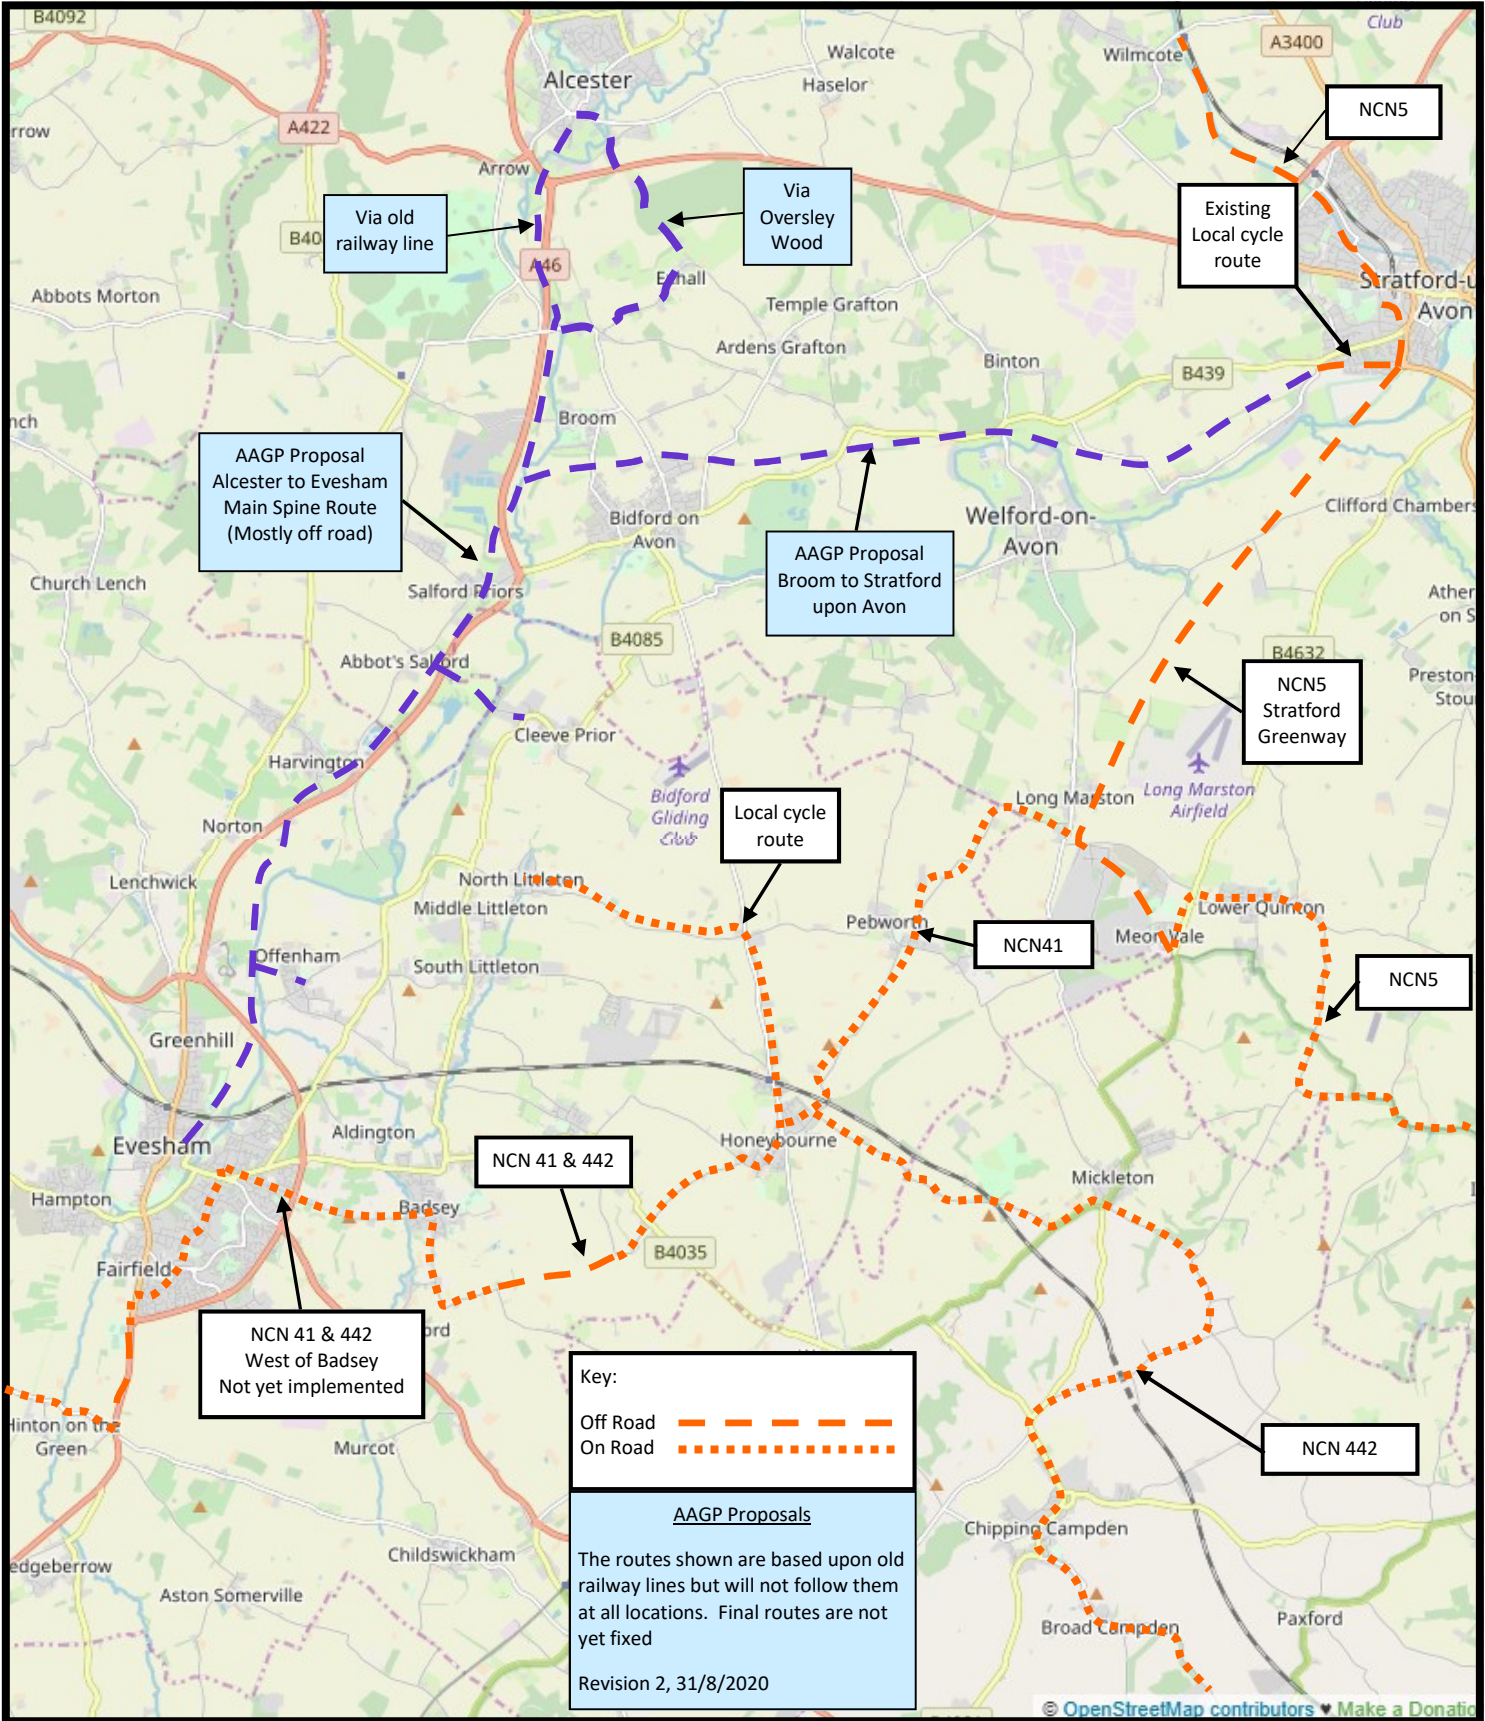 B4092
Club
Walcote
Wilmcote
A3400
Alcester
Haselor
NCN5
A422
rrow
Arrow
Via old
railway line
Via
Oversley
Wood
Existing
Local cycle
route
B40
A46
Abbots Morton
Temple Grafton
Stratford-u
Avon
Ardens Grafton
Binton
B439
nch
Broom
AAGP Proposal
Alcester to Evesham
Main Spine Route
(Mostly off road)
Bidford on
Avon
Welford-on-
Avon
Clifford Chambers
AAGP Proposal
Broom to Stratford
upon Avon
Church Lench
Salford Priors
Ather
on S
B4085
B4632
Abbot's Salford
NCN5
Stratford
Greenway
Preston
Stou
Cleeve Prior
Harvington
Bidford
Gliding
Club
Long Marston
Long Marston
Airfield
Local cycle
route
Norton
Lenchwick
North Littleton
Middle Littleton
Pebworth
Lower Quinton
NCN41
Meon Vale
Offenham
South Littleton
NCN5
Greenhill
Evesham
Aldington
Honeybourne
NCN 41 & 442
Mickleton
Hampton
Badsey
B4035
Fairfield
NCN 41 & 442
West of Badsey
Not yet implemented
ord
Key:
Off Road
On Road
Hinton on the
Green
Murcot
NCN 442
AAGP Proposals
The routes shown are based upon old
railway lines but will not follow them
at all locations. Final routes are not
yet fixed
Revision 2, 31/8/2020
Chipping Campden
Childswickham
edgeberrow
Aston Somerville
Broad Campden
Paxford
© OpenStreetMap contributors ♥ Make a Donatio